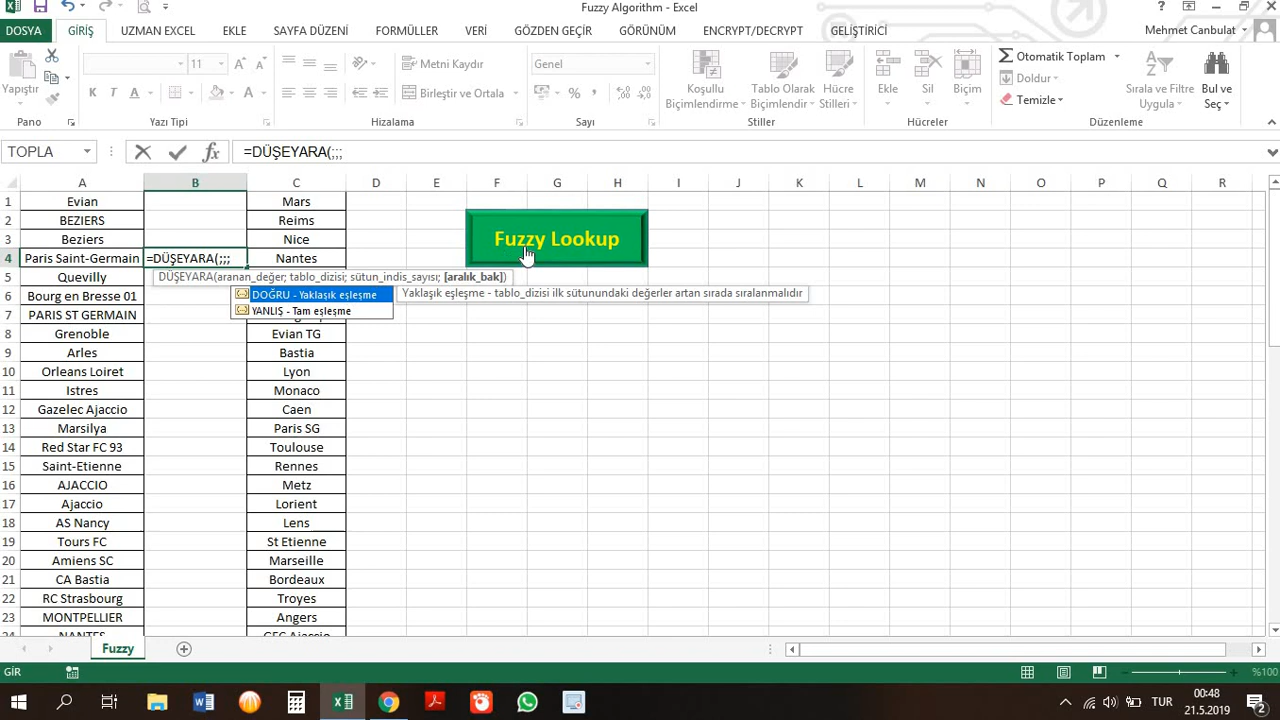 Fuzzy Algorithm - Excel
DOSYA GİRİŞ UZMAN EXCEL EKLE SAYFA DÜZENİ FORMÜLLER VERİ GÖZDEN GEÇİR GÖRÜNÜM ENCRYPT/DECRYPT GELİŞTİRİCİ Mehmet Canbulat
Yapıştır
11
K T A
Metni Kaydır
Birleştir ve Ortala
Genel
Koşullu Biçimlendirme
Tablo Olarak Biçimlendir
Hücre Stilleri
Ekle Sil Biçim
Otomatik Toplam
Doldur
Temizle
Sırala ve Filtre Uygula
Bul ve Seç
Pano Yazı Tipi Hizalama Sayı Stiller Hücreler Düzenleme
TOPLA =DÜŞEYARA(;;;
A B C D E F G H I J K L M N O P Q R
1 Evian Mars
2 BEZIERS Reims
3 Beziers Nice
Fuzzy Lookup
4 Paris Saint-Germain =DÜŞEYARA(;;; Nantes
5 Quevilly
DÜŞEYARA(aranan_değer; tablo_dizisi; sütun_indis_sayısı; [aralık_bak])
6 Bourg en Bresse 01
DOĞRU - Yaklaşık eşleşme
Yaklaşık eşleşme - tablo_dizisi ilk sütunundaki değerler artan sırada sıralanmalıdır
7 PARIS ST GERMAIN
YANLIŞ - Tam eşleşme
8 Grenoble Evian TG
9 Arles Bastia
10 Orleans Loiret Lyon
11 Istres Monaco
12 Gazelec Ajaccio Caen
13 Marsilya Paris SG
14 Red Star FC 93 Toulouse
15 Saint-Etienne Rennes
16 AJACCIO Metz
17 Ajaccio Lorient
18 AS Nancy Lens
19 Tours FC St Etienne
20 Amiens SC Marseille
21 CA Bastia Bordeaux
22 RC Strasbourg Troyes
23 MONTPELLIER Angers
24 NANTES GFC Ajaccio
Fuzzy
GİR %100
TUR
00:48
21.5.2019
2